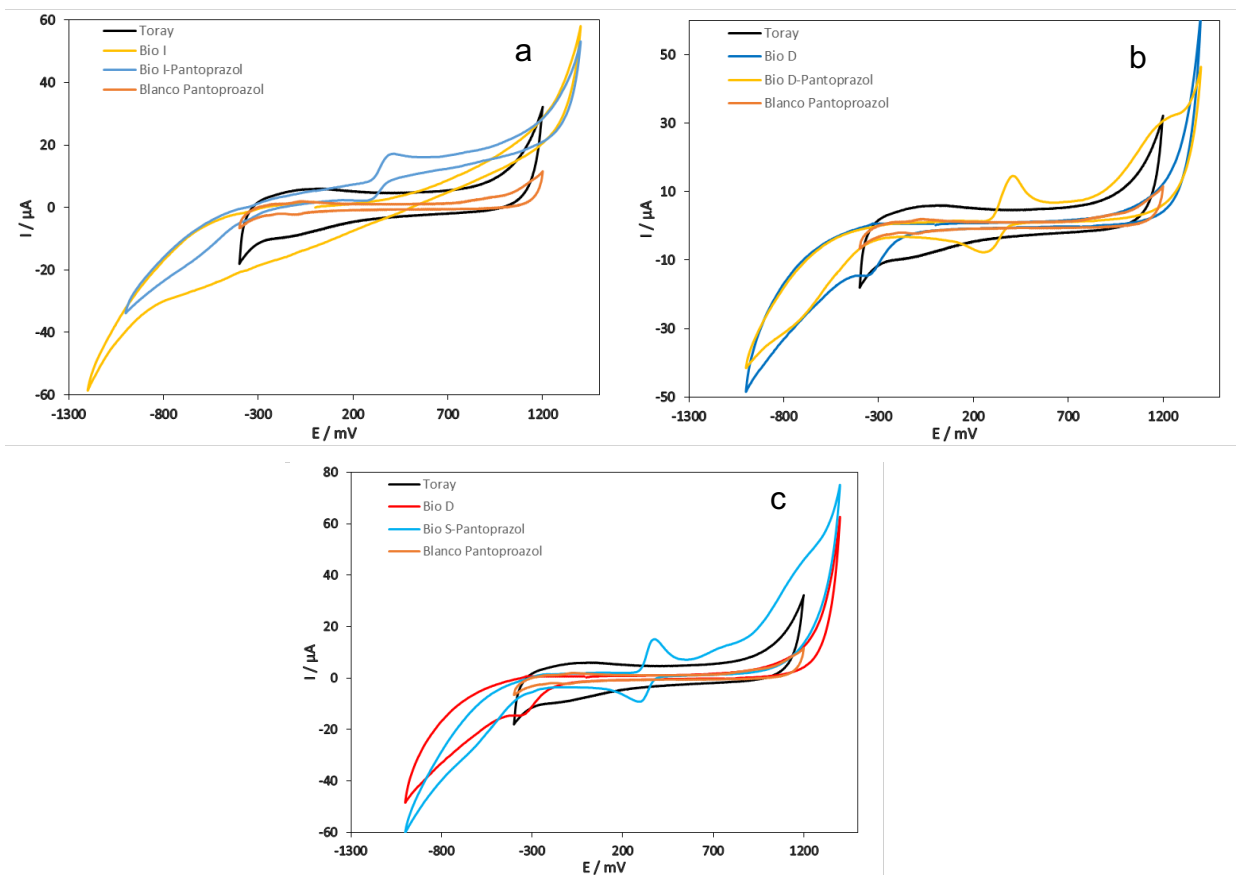 60
40
20
0
-20
-40
-60
I / µA
Toray
Bio I
Bio I-Pantoprazol
Blanco Pantoproazol
a
-1300 -800 -300 200 700 1200
E / mV
50
30
10
-10
-30
-50
I / µA
Toray
Bio D
Bio D-Pantoprazol
Blanco Pantoproazol
b
-1300 -800 -300 200 700 1200
E / mV
80
60
40
20
0
-20
-40
-60
I / µA
Toray
Bio D
Bio S-Pantoprazol
Blanco Pantoproazol
c
-1300 -800 -300 200 700 1200
E / mV